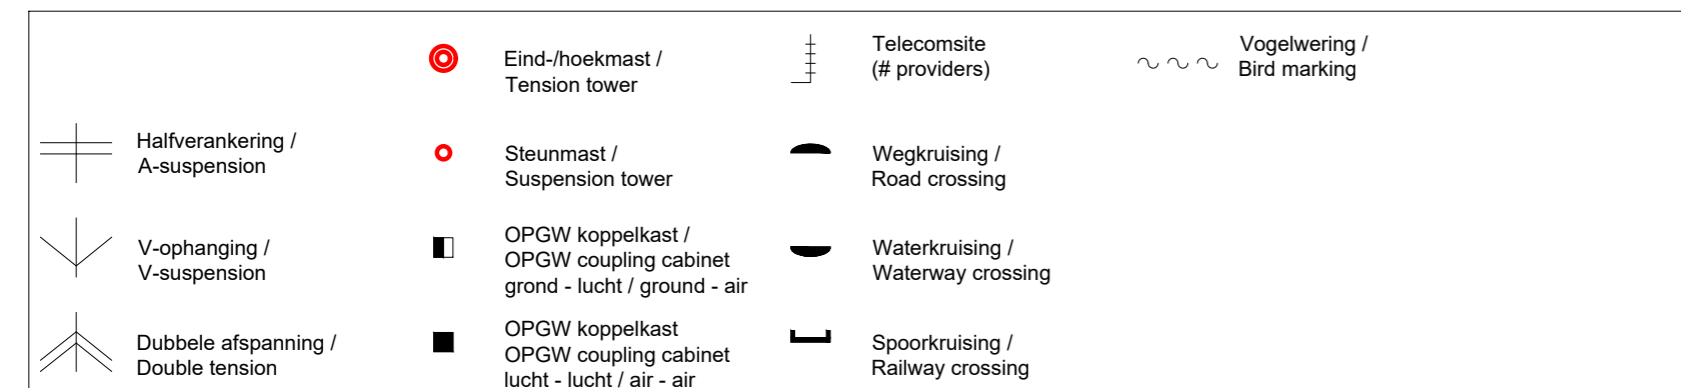 Halfverankering /
A-suspension
V-ophanging /
V-suspension
Dubbele afspanning /
Double tension
Eind-/hoekmast /
Tension tower
Steunmast /
Suspension tower
OPGW koppelkast /
OPGW coupling cabinet
grond - lucht / ground - air
OPGW koppelkast
OPGW coupling cabinet
lucht - lucht / air - air
Telecomsite
(# providers)
Wegkruising /
Road crossing
Waterkruising /
Waterway crossing
Spoorkruising /
Railway crossing
Vogelwering /
Bird marking